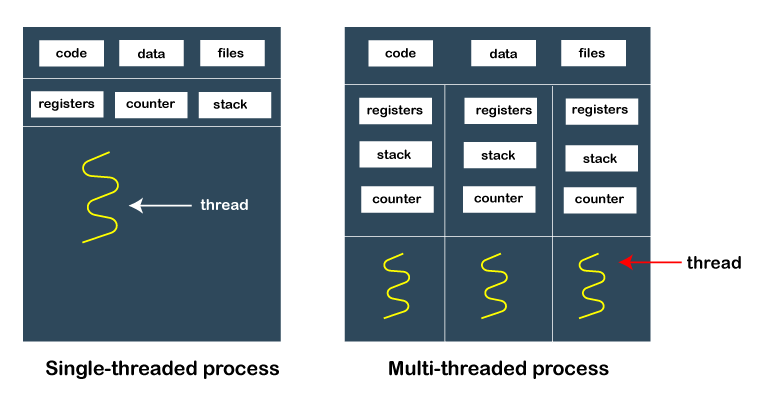 code data files
registers counter stack
thread
Single-threaded process
code data files
registers registers registers
stack stack stack
counter counter counter
thread
Multi-threaded process